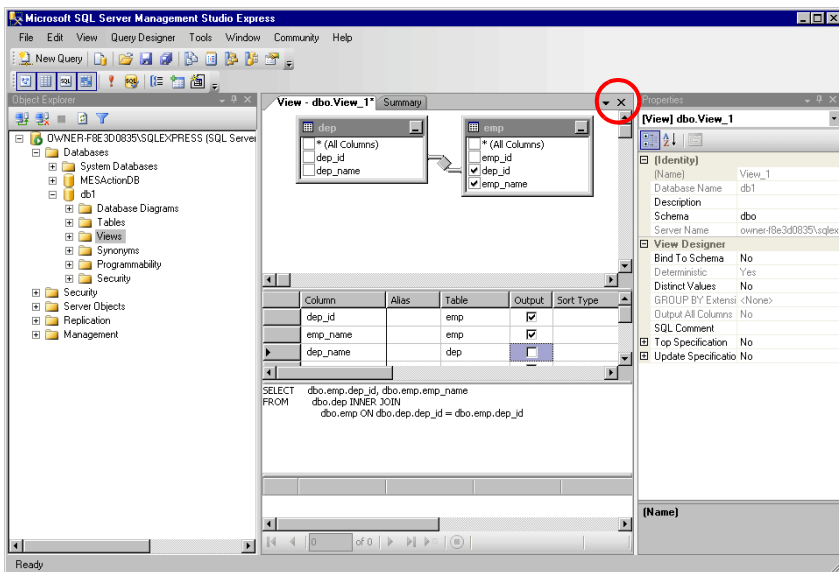 Microsoft SQL Server Management Studio Express
File Edit View Query Designer Tools Window Community Help
New Query
Object Explorer
OWNER-F8E3D0835\SQLEXPRESS (SQL Server
Databases
System Databases
MESActionDB
db1
Database Diagrams
Tables
Views
Synonyms
Programmability
Security
Security
Server Objects
Replication
Management
View - dbo.View_1* Summary
dep
* (All Columns)
dep_id
dep_name
emp
* (All Columns)
emp_id
dep_id
emp_name
Column Alias Table Output Sort Type
dep_id emp
emp_name emp
dep_name dep
SELECT dbo.emp.dep_id, dbo.emp.emp_name
FROM dbo.dep INNER JOIN
dbo.emp ON dbo.dep.dep_id = dbo.emp.dep_id
0 of 0
Properties
[View] dbo.View_1
(Identity)
(Name) View_1
Database Name db1
Description
Schema dbo
Server Name owner-f8e3d0835\sqlex
View Designer
Bind To Schema No
Deterministic Yes
Distinct Values No
GROUP BY Extensi <None>
Output All Columns No
SQL Comment
Top Specification No
Update Specificatio No
(Name)
Ready